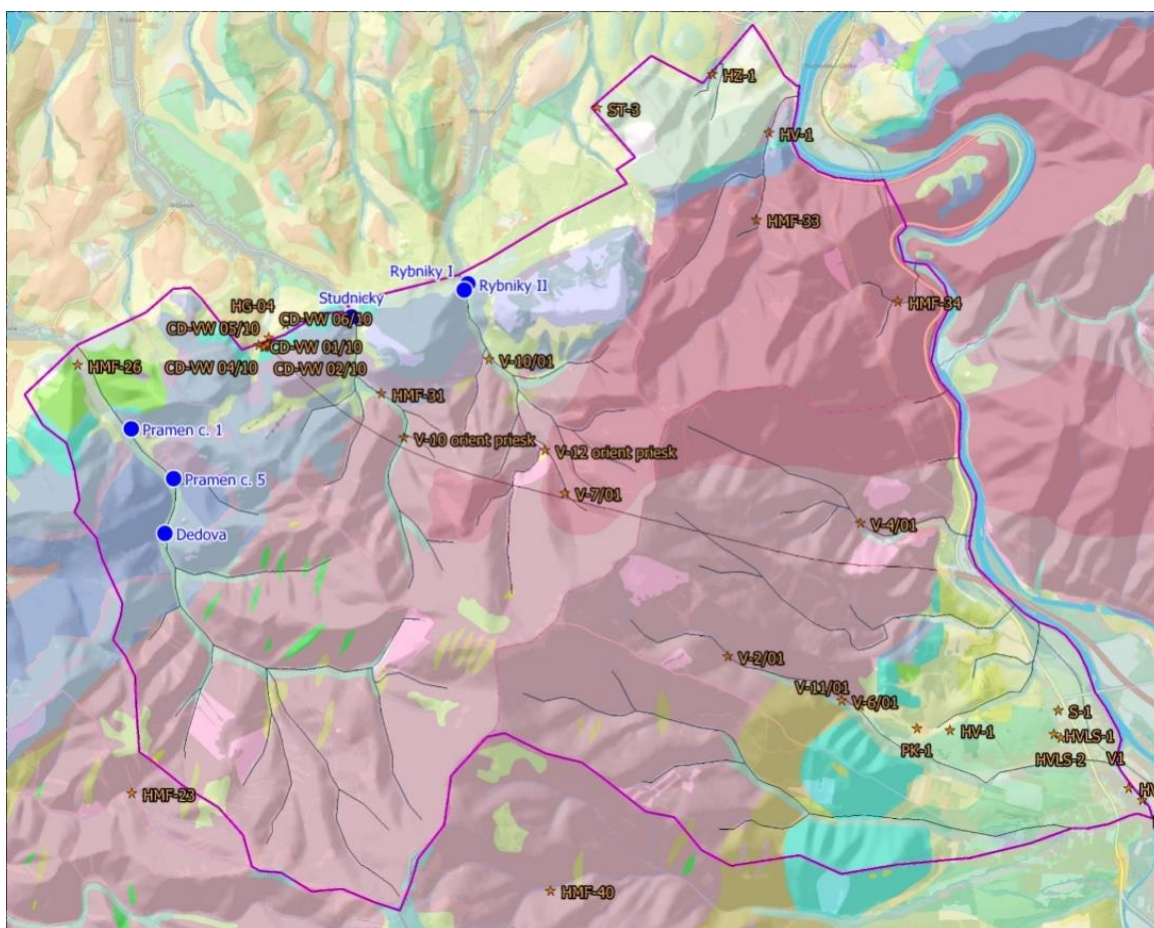 HZ-1
ST-3
HV-1
HMF-33
Rybniky I
Rybniky II
HMF-34
Studnicky
HG-04
CD-VW 06/10
CD-VW 05/10
CD-VW 01/10
CD-VW 04/10
CD-VW 02/10
HMF-26
V-10/01
HMF-31
Pramen c. 1
V-10 orient priesk
V-12 orient priesk
Pramen c. 5
V-7/01
V-4/01
Dedova
V-2/01
V-11/01
V-6/01
S-1
PK-1
HV-1
HVLS-1
HVLS-2
V1
HMF-23
HV
HMF-40